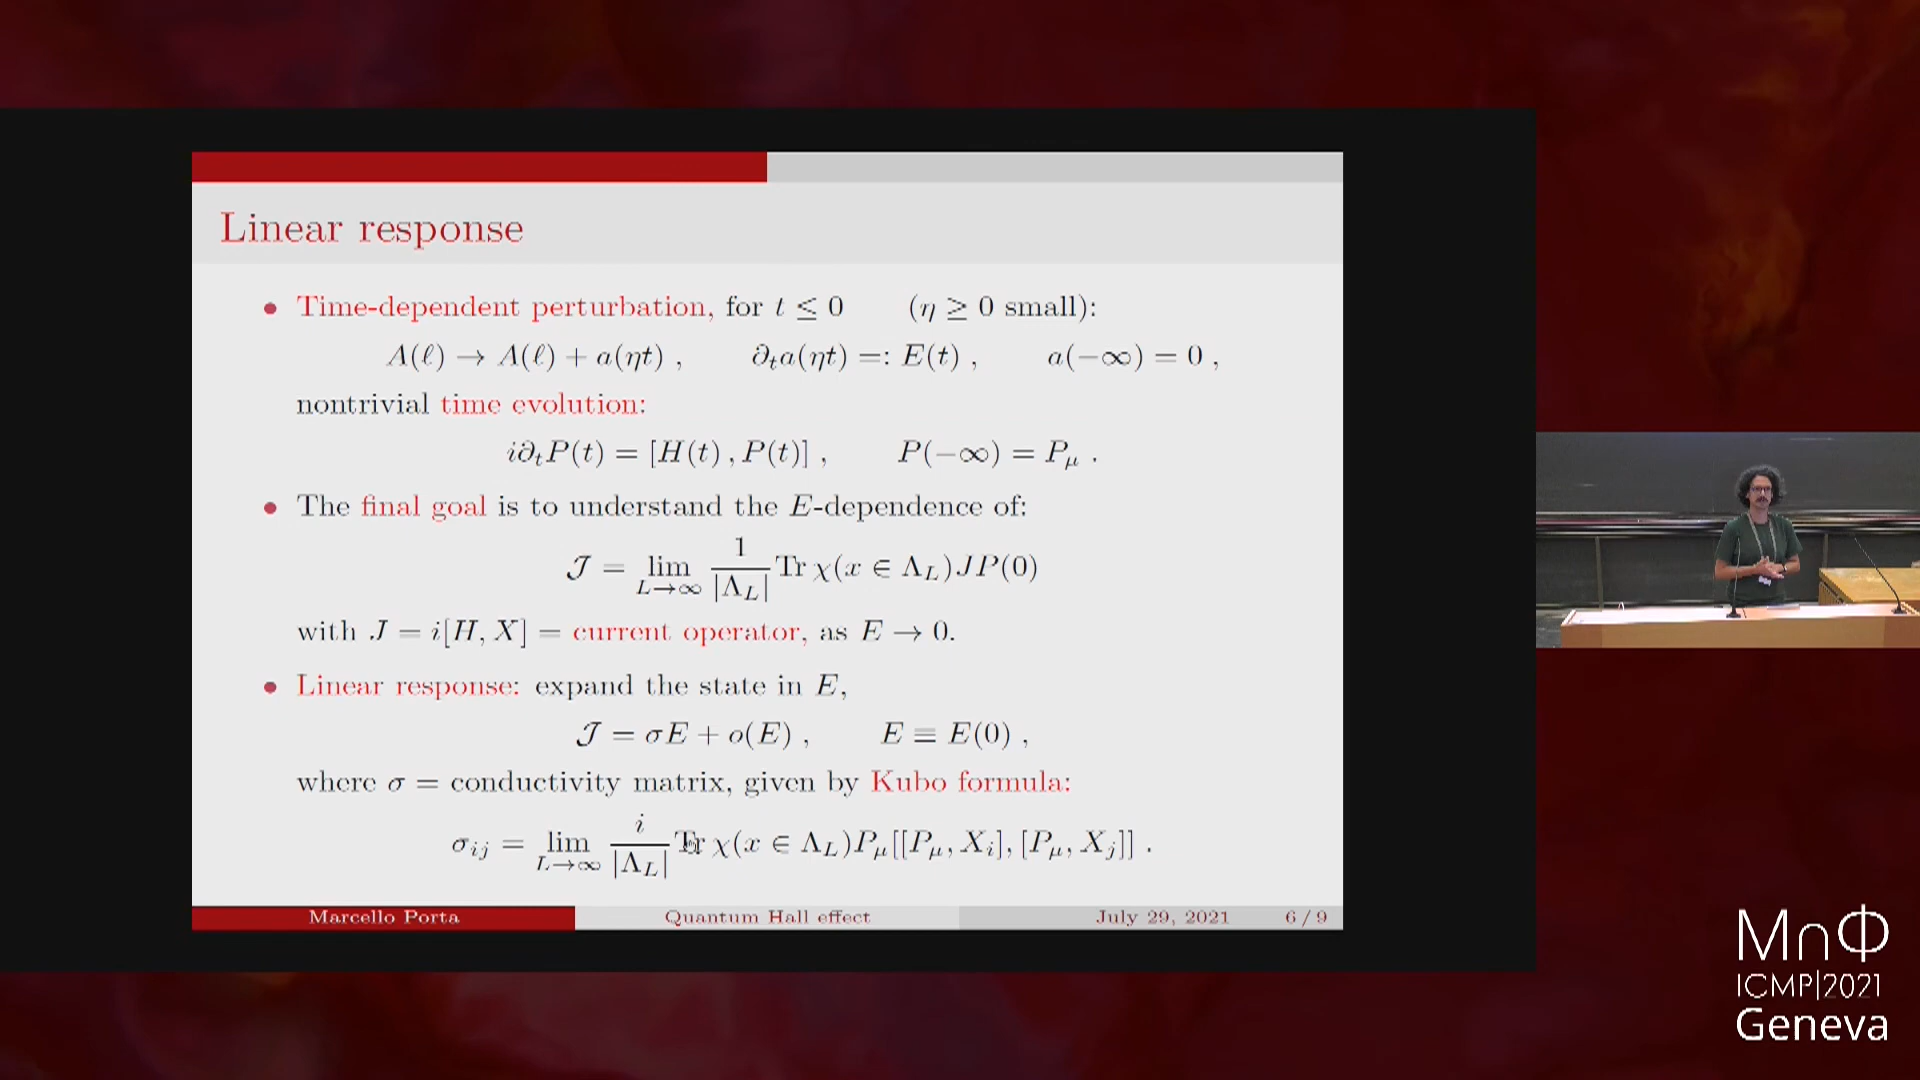 Linear response
• Time-dependent perturbation, for t ≤ 0 (η ≥ 0 small):
A(ℓ) → A(ℓ) + a(ηt) , ∂ₜa(ηt) =: E(t) , a(−∞) = 0 ,
nontrivial time evolution:
i∂ₜP(t) = [H(t) , P(t)] , P(−∞) = P_μ .
• The final goal is to understand the E-dependence of:
𝒥 = lim_{L→∞} 1/|Λ_L| Tr χ(x ∈ Λ_L)JP(0)
with J = i[H, X] = current operator, as E → 0.
• Linear response: expand the state in E,
𝒥 = σE + o(E) , E ≡ E(0) ,
where σ = conductivity matrix, given by Kubo formula:
σ_{ij} = lim_{L→∞} i/|Λ_L| Tr χ(x ∈ Λ_L)P_μ[[P_μ, X_i], [P_μ, X_j]] .
Marcello Porta Quantum Hall effect July 29, 2021 6 / 9
M∩Φ
ICMP|2021
Geneva